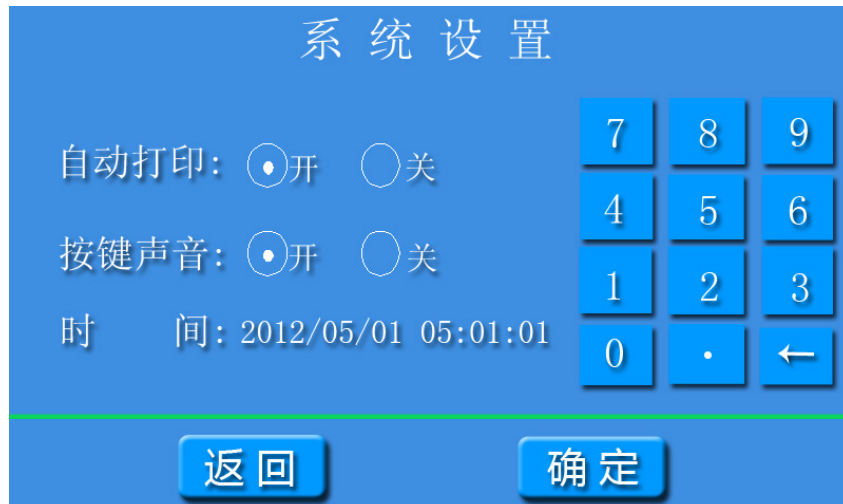 系统设置
自动打印: 开 关
按键声音: 开 关
时 间: 2012/05/01 05:01:01
7 8 9
4 5 6
1 2 3
0 . ←
返回 确定